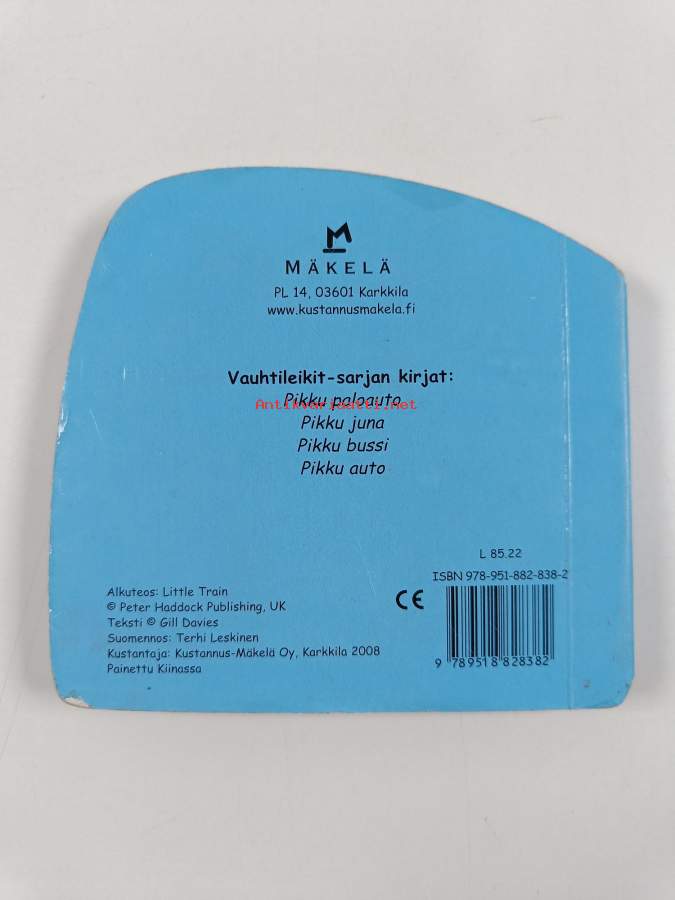 MÄKELÄ
PL 14, 03601 Karkkila
www.kustannusmakela.fi
Vauhtileikit-sarjan kirjat:
Pikku paloauto
Antikvariaatti.net
Pikku juna
Pikku bussi
Pikku auto
L 85.22
ISBN 978-951-882-838-2
CE
9 789518 828382
Alkuteos: Little Train
© Peter Haddock Publishing, UK
Teksti © Gill Davies
Suomennos: Terhi Leskinen
Kustantaja: Kustannus-Mäkelä Oy, Karkkila 2008
Painettu Kiinassa